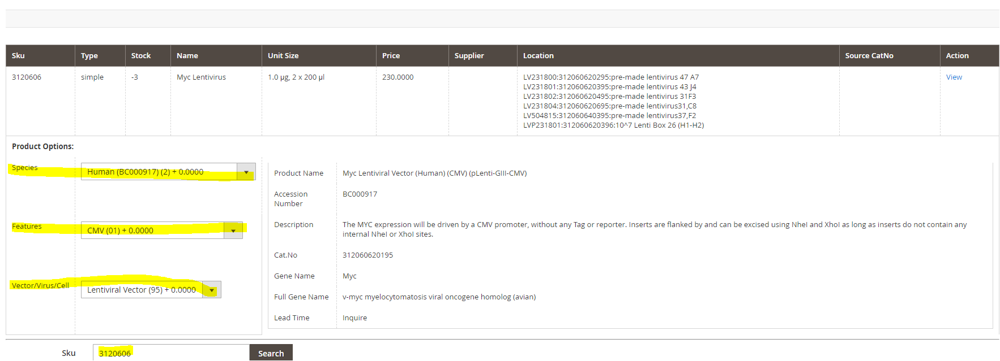 Sku Type Stock Name Unit Size Price Supplier Location Source CatNo Action
3120606 simple -3 Myc Lentivirus 1.0 µg, 2 x 200 µl 230.0000 LV231800:312060620295:pre-made lentivirus 47 A7 View
LV231801:312060620395:pre-made lentivirus 43 J4
LV231802:312060620495:pre-made lentivirus 31F3
LV231804:312060620695:pre-made lentivirus31,C8
LV504815:312060640395:pre-made lentivirus37,F2
LVP231801:312060620396:10^7 Lenti Box 26 (H1-H2)
Product Options:
Species Human (BC000917) (2) + 0.0000
Features CMV (01) + 0.0000
Vector/Virus/Cell Lentiviral Vector (95) + 0.0000
Product Name Myc Lentiviral Vector (Human) (CMV) (pLenti-GIII-CMV)
Accession BC000917
Number
Description The MYC expression will be driven by a CMV promoter, without any Tag or reporter. Inserts are flanked by and can be excised using NheI and XhoI as long as inserts do not contain any
internal NheI or XhoI sites.
Cat.No 312060620195
Gene Name Myc
Full Gene Name v-myc myelocytomatosis viral oncogene homolog (avian)
Lead Time Inquire
Sku 3120606 Search